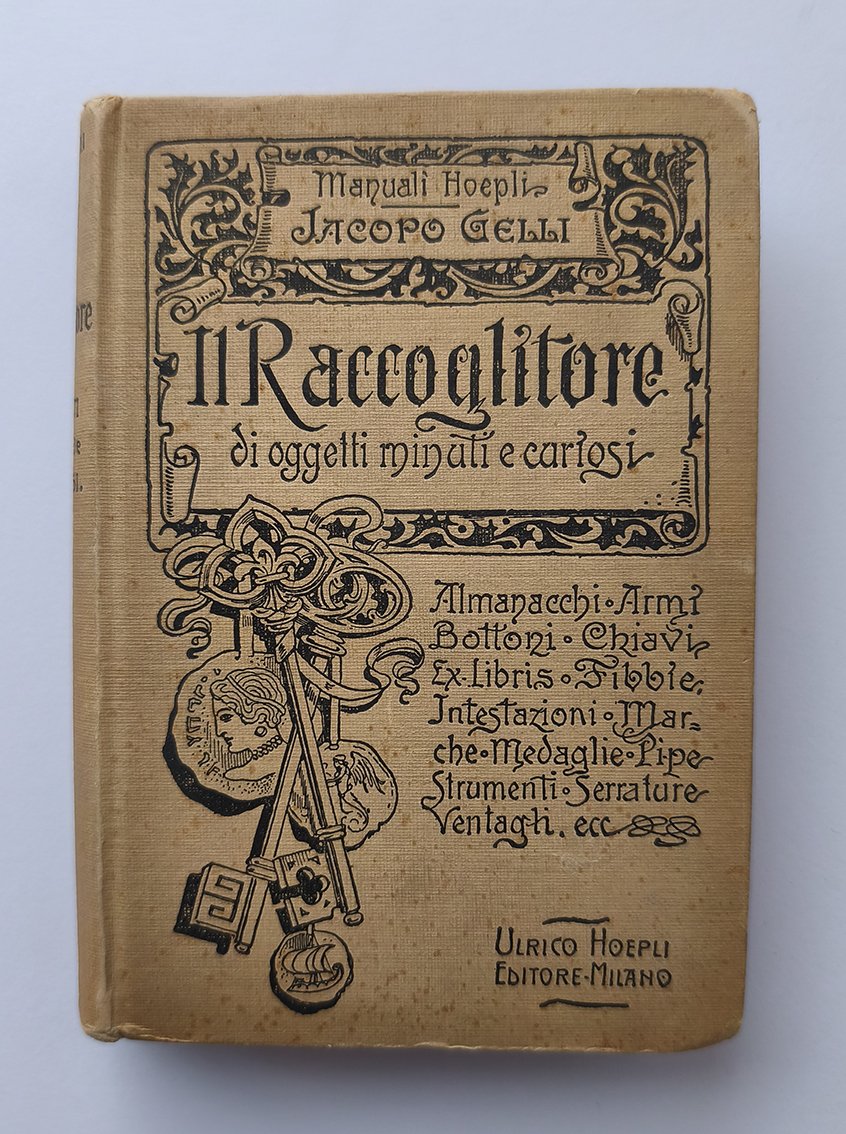 Manuali Hoepli
JACOPO GELLI
Il Raccoglitore
di oggetti minuti e curiosi
Almanacchi • Armi
Bottoni • Chiavi
Ex-Libris • Fibbie.
Intestazioni • Mar=
che • Medaglie • Pipe
Strumenti • Serrature
Ventagli. ecc
ULRICO HOEPLI
EDITORE-MILANO